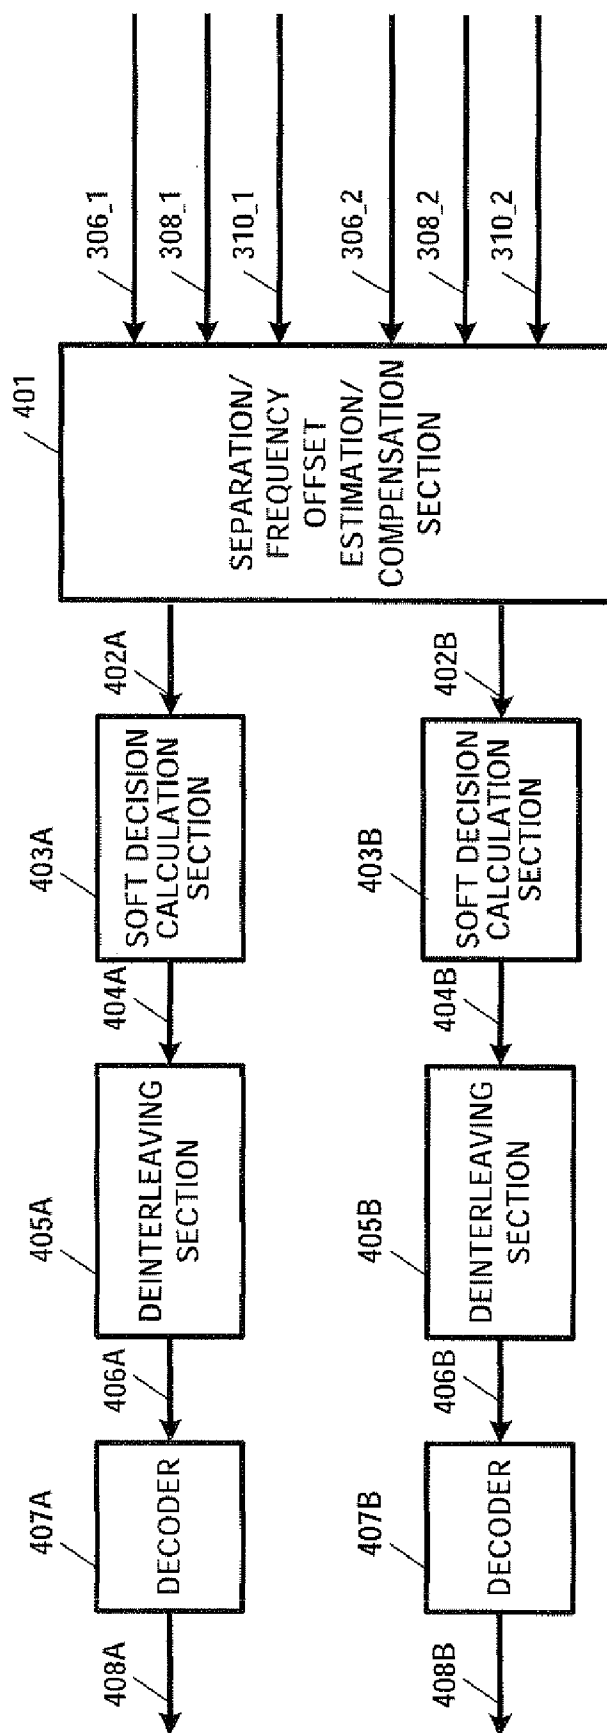 306_1
308_1
310_1
306_2
308_2
310_2
401
SEPARATION/
FREQUENCY
OFFSET
ESTIMATION/
COMPENSATION
SECTION
402A
402B
403A
SOFT DECISION
CALCULATION
SECTION
403B
SOFT DECISION
CALCULATION
SECTION
404A
404B
405A
DEINTERLEAVING
SECTION
405B
DEINTERLEAVING
SECTION
406A
406B
407A
DECODER
407B
DECODER
408A
408B